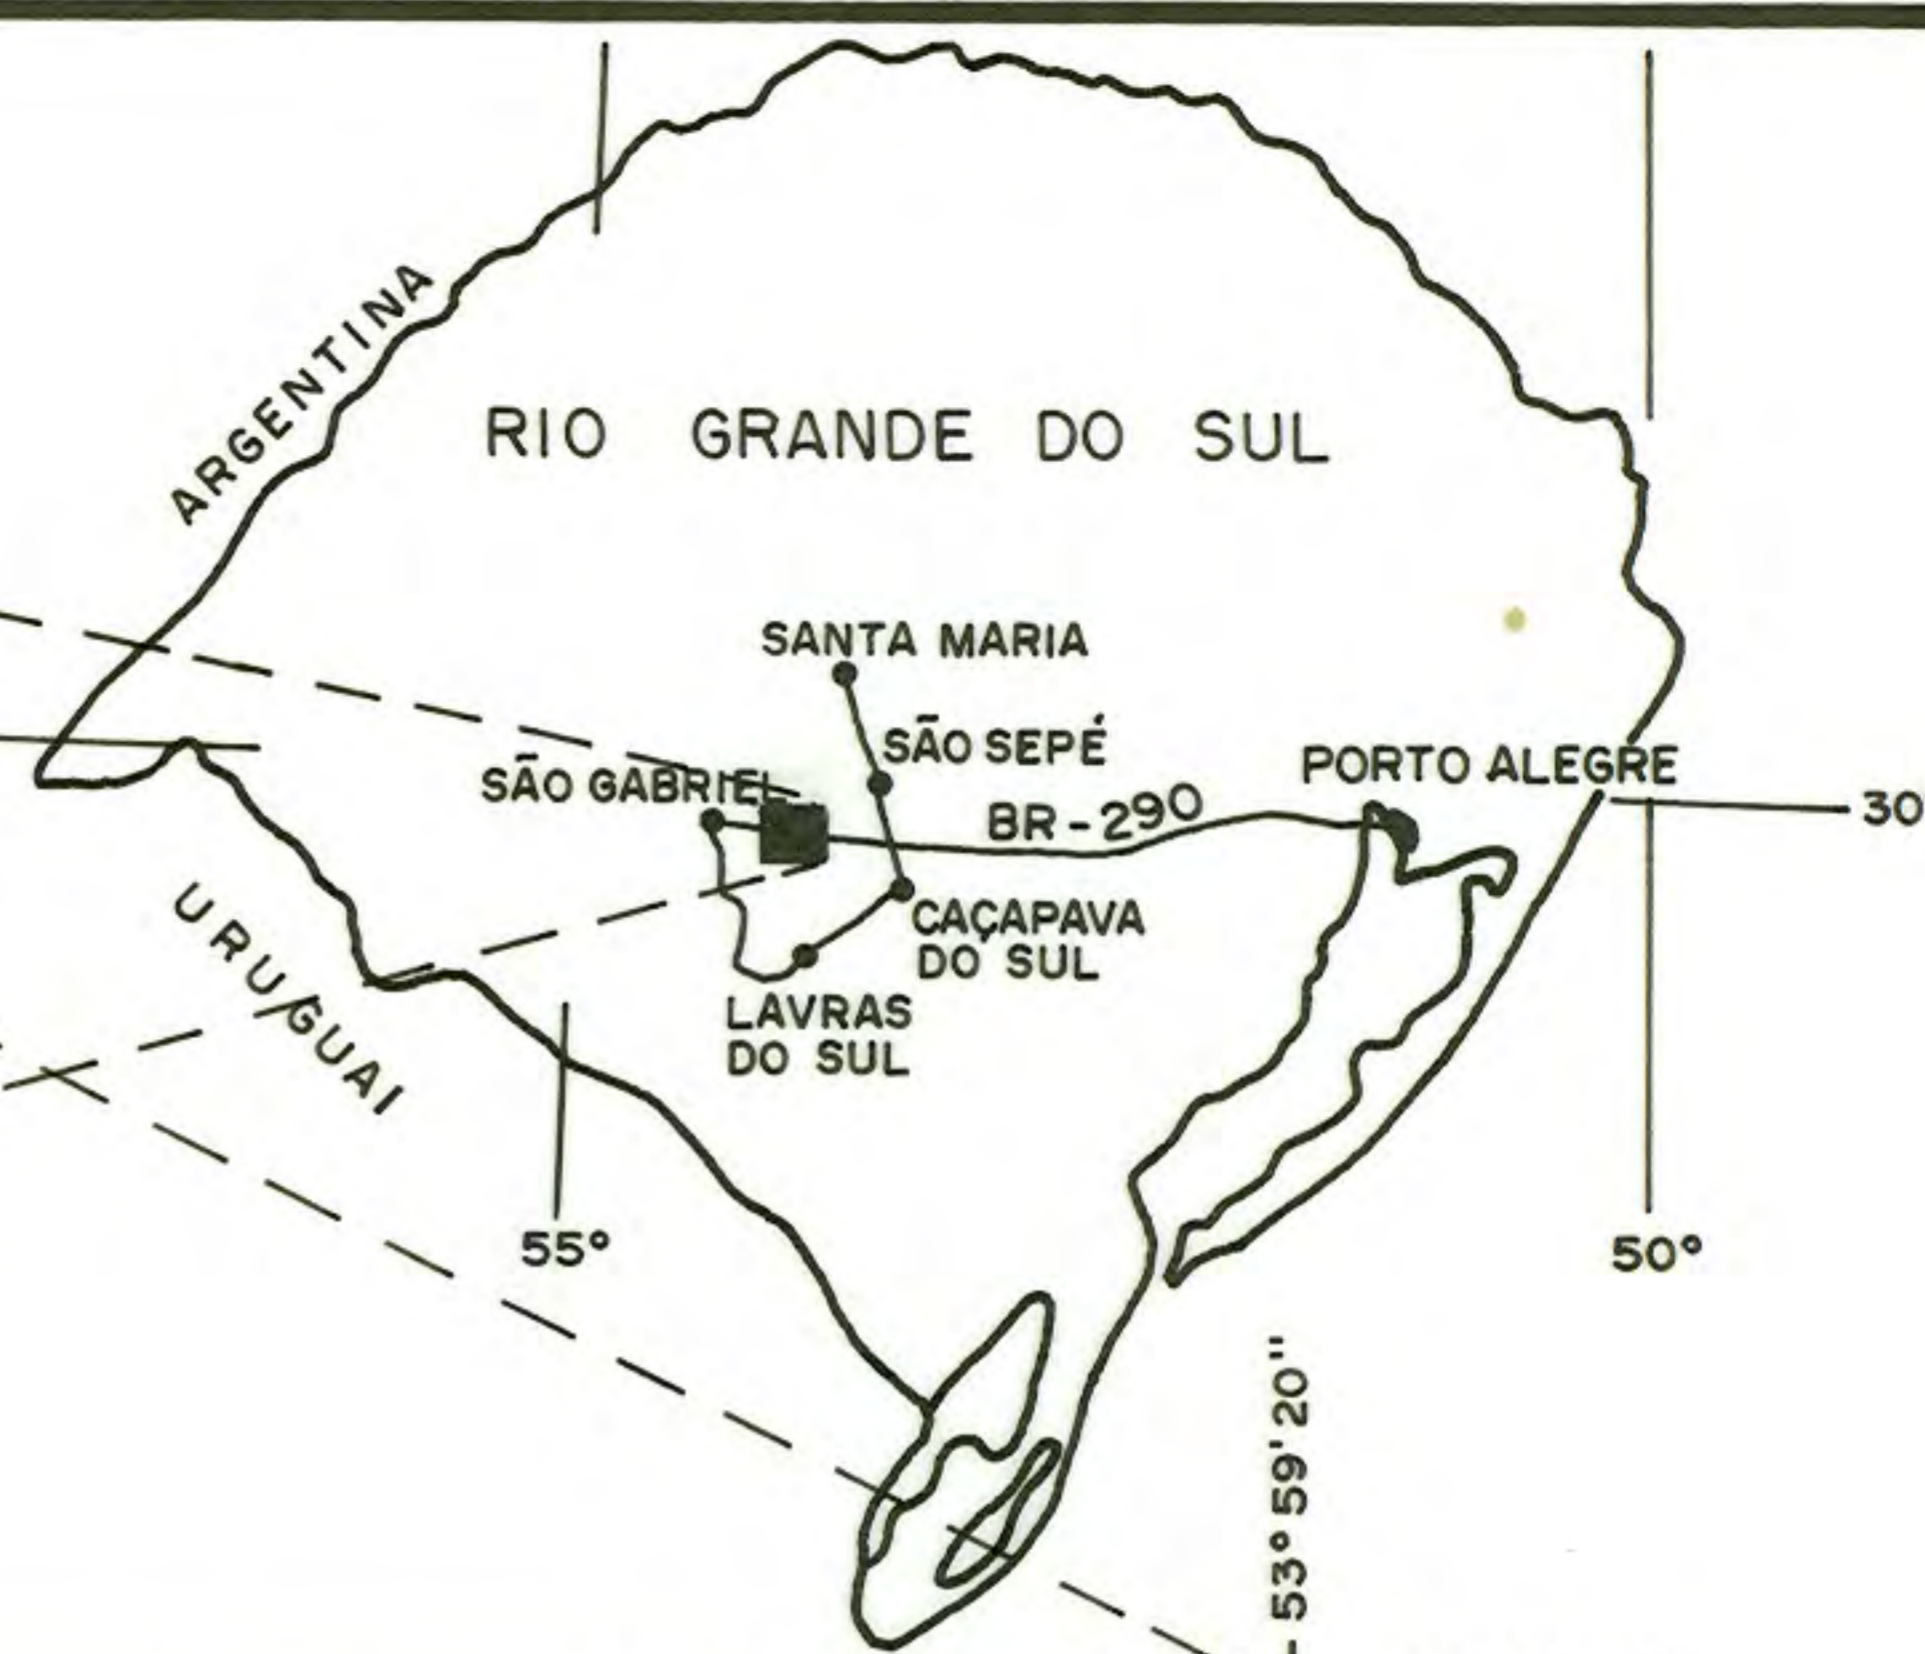 ARGENTINA
RIO GRANDE DO SUL
SANTA MARIA
SÃO SEPÉ
SÃO GABRIEL
PORTO ALEGRE
BR-290
30
URUGUAI
CAÇAPAVA
DO SUL
LAVRAS
DO SUL
55°
50°
53° 59' 20"